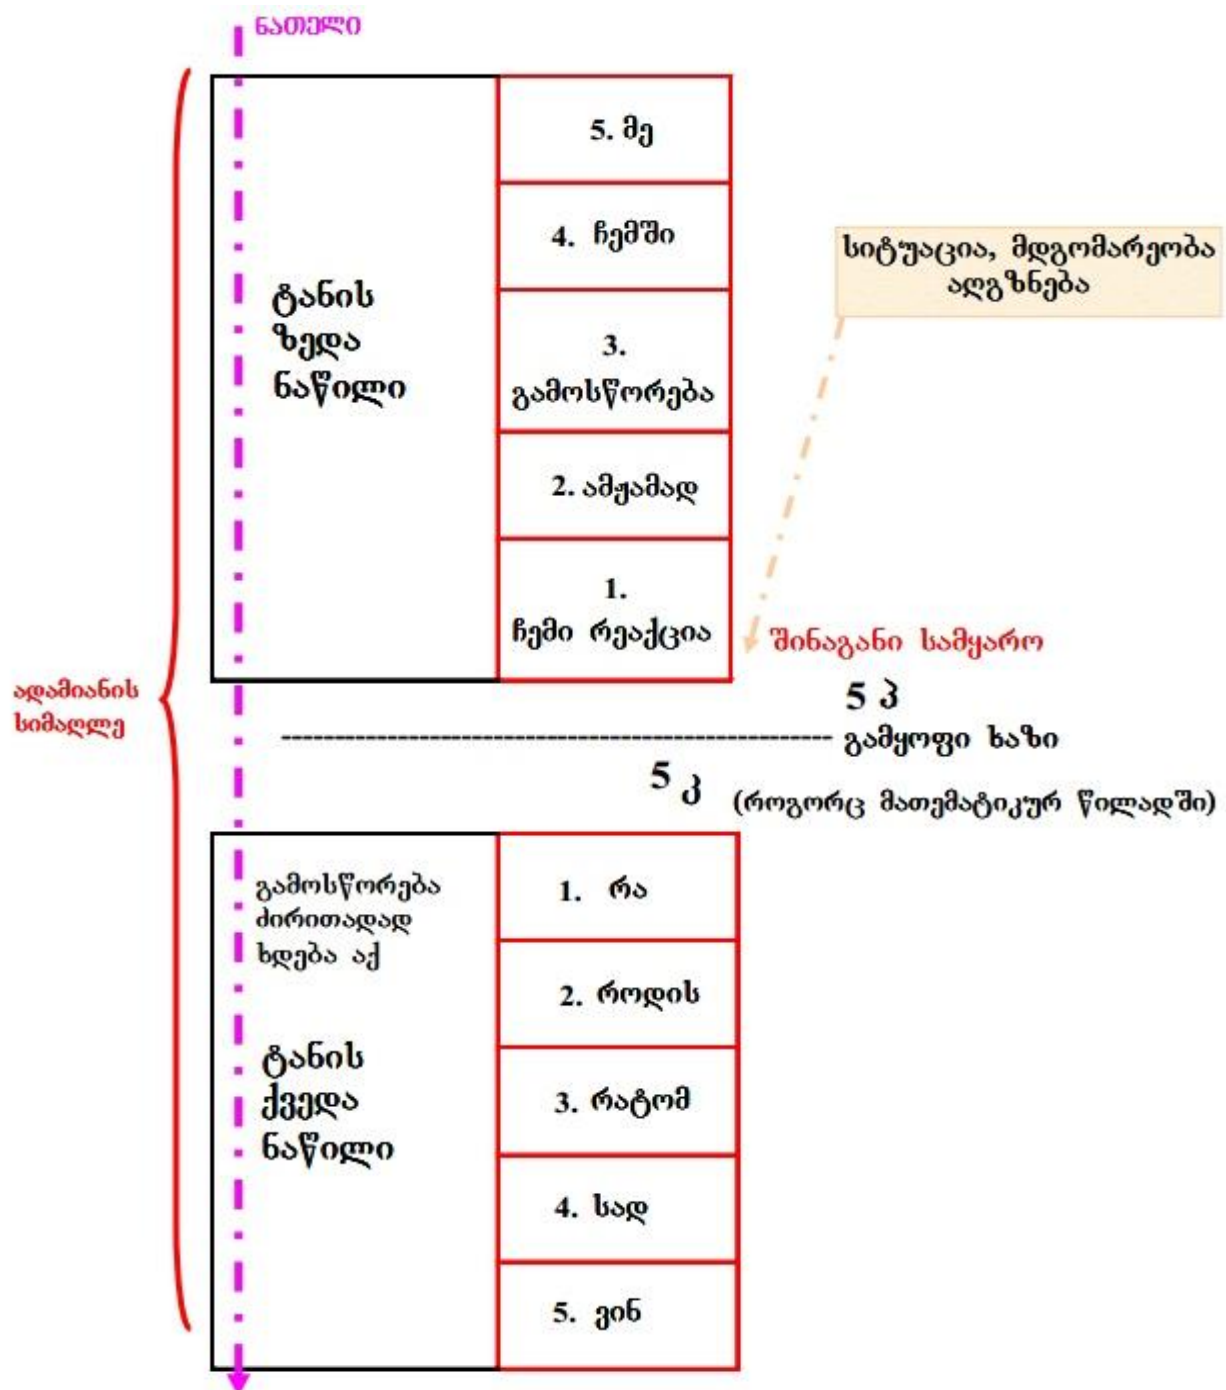 ნათელი
5. მე
4. ჩემში
სიტუაცია, მდგომარეობა
აღგზნება
ტანის
ზედა
ნაწილი
3.
გამოსწორება
2. ამჟამად
1.
ჩემი რეაქცია
შინაგანი სამყარო
ადამიანის
სიმაღლე
5 პ
გამყოფი ხაზი
5 კ
(როგორც მათემატიკურ წილადში)
გამოსწორება
ძირითადად
ხდება აქ
1. რა
2. როდის
ტანის
ქვედა
ნაწილი
3. რატომ
4. სად
5. ვინ